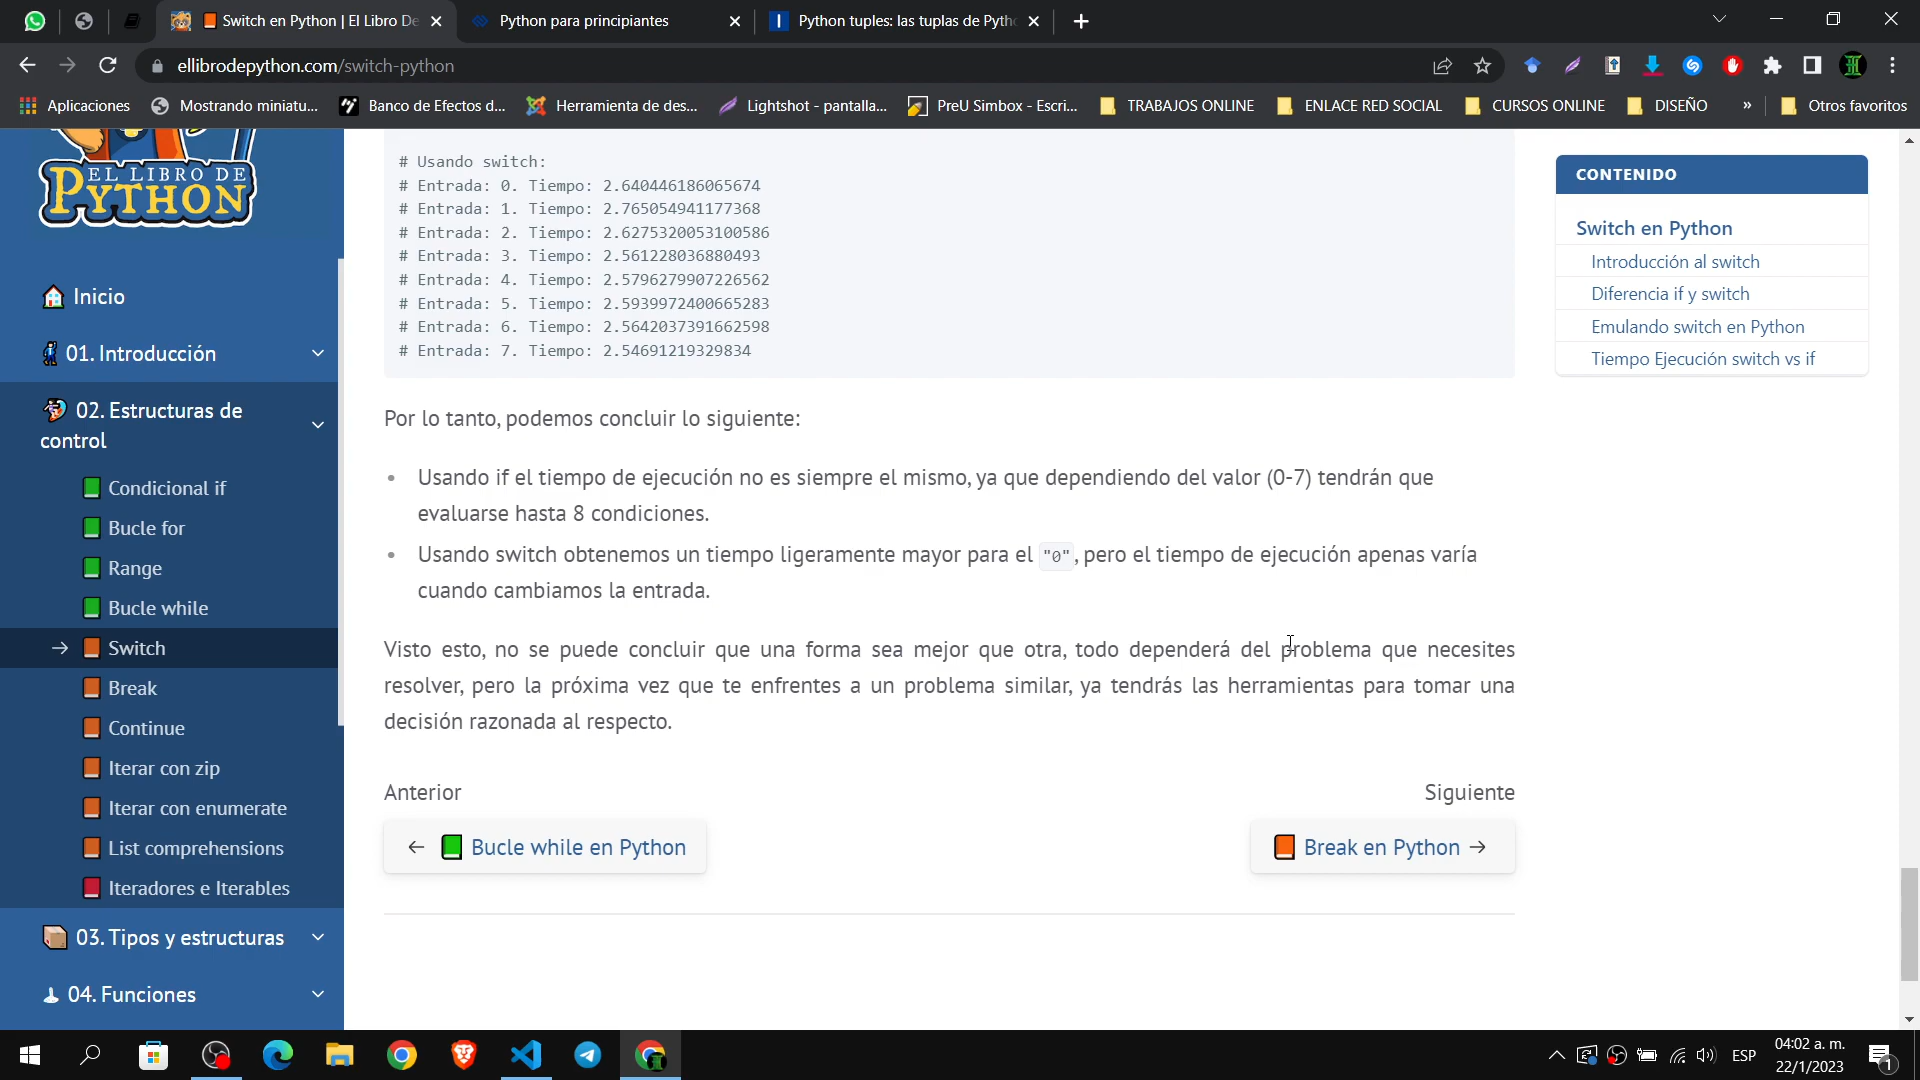 Switch en Python | El Libro De
Python para principiantes
Python tuples: las tuplas de Pyth
ellibrodepython.com/switch-python
Aplicaciones
Mostrando miniatu...
Banco de Efectos d...
Herramienta de des...
Lightshot - pantalla...
PreU Simbox - Escri...
TRABAJOS ONLINE
ENLACE RED SOCIAL
CURSOS ONLINE
DISEÑO
»
Otros favoritos
EL LIBRO DE
PYTHON
Inicio
01. Introducción
02. Estructuras de
control
Condicional if
Bucle for
Range
Bucle while
→ Switch
Break
Continue
Iterar con zip
Iterar con enumerate
List comprehensions
Iteradores e Iterables
03. Tipos y estructuras
04. Funciones
# Usando switch:
# Entrada: 0. Tiempo: 2.640446186065674
# Entrada: 1. Tiempo: 2.765054941177368
# Entrada: 2. Tiempo: 2.6275320053100586
# Entrada: 3. Tiempo: 2.561228036880493
# Entrada: 4. Tiempo: 2.5796279907226562
# Entrada: 5. Tiempo: 2.5939972400665283
# Entrada: 6. Tiempo: 2.5642037391662598
# Entrada: 7. Tiempo: 2.54691219329834
Por lo tanto, podemos concluir lo siguiente:
• Usando if el tiempo de ejecución no es siempre el mismo, ya que dependiendo del valor (0-7) tendrán que
evaluarse hasta 8 condiciones.
• Usando switch obtenemos un tiempo ligeramente mayor para el "0", pero el tiempo de ejecución apenas varía
cuando cambiamos la entrada.
Visto esto, no se puede concluir que una forma sea mejor que otra, todo dependerá del problema que necesites
resolver, pero la próxima vez que te enfrentes a un problema similar, ya tendrás las herramientas para tomar una
decisión razonada al respecto.
Anterior
Siguiente
← Bucle while en Python
Break en Python →
CONTENIDO
Switch en Python
Introducción al switch
Diferencia if y switch
Emulando switch en Python
Tiempo Ejecución switch vs if
ESP
04:02 a. m.
22/1/2023
1